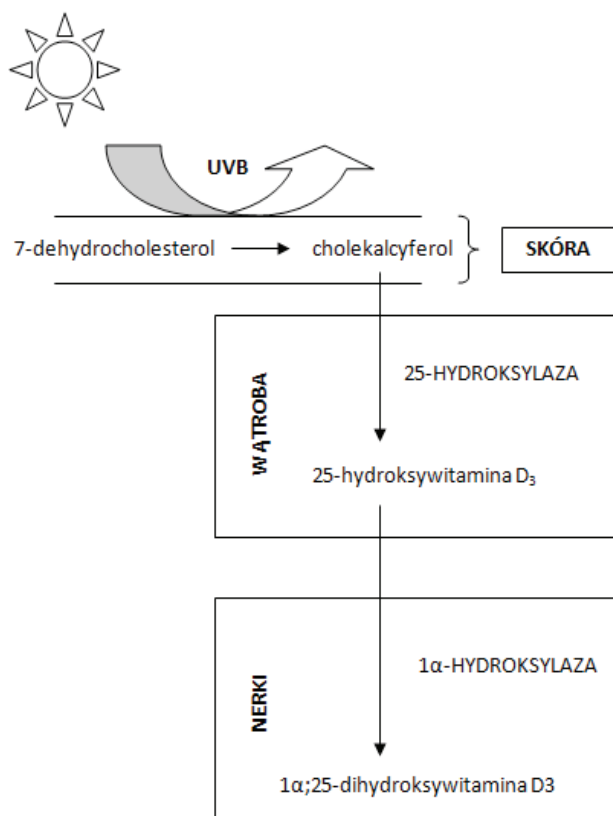 UVB
7-dehydrocholesterol
cholekalcyferol
SKÓRA
WĄTROBA
25-HYDROKSYLAZA
25-hydroksywitamina D₃
NERKI
1α-HYDROKSYLAZA
1α;25-dihydroksywitamina D3